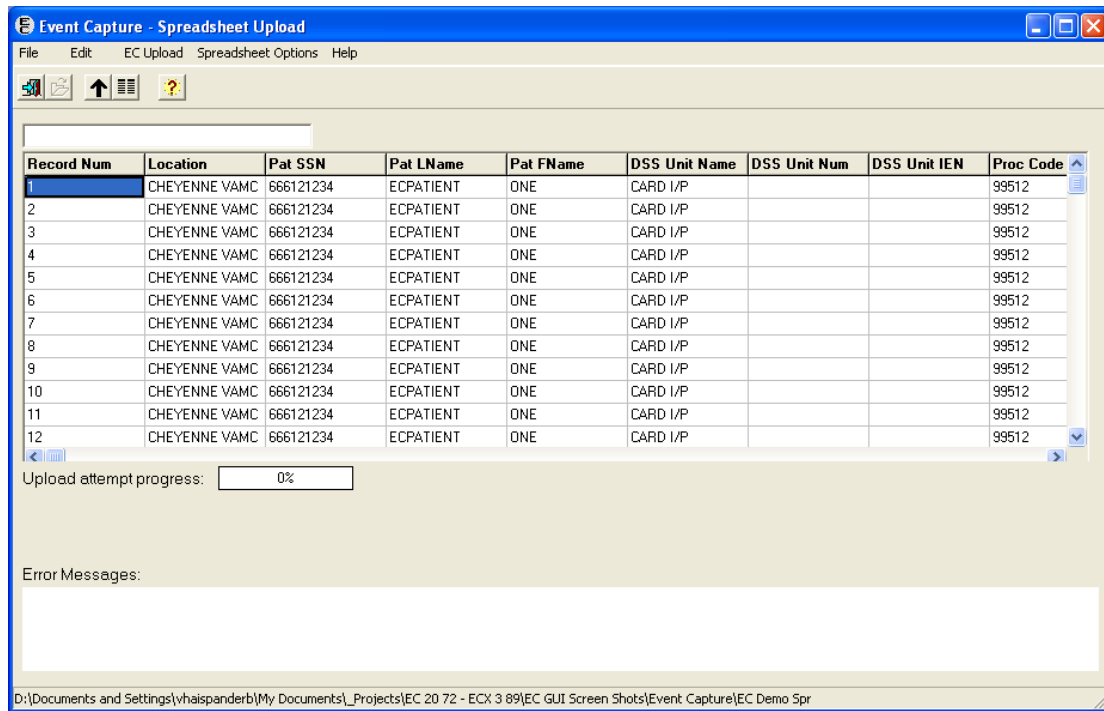 Event Capture - Spreadsheet Upload
File Edit EC Upload Spreadsheet Options Help
Record Num Location Pat SSN Pat LName Pat FName DSS Unit Name DSS Unit Num DSS Unit IEN Proc Code
1 CHEYENNE VAMC 666121234 ECPATIENT ONE CARD I/P 99512
2 CHEYENNE VAMC 666121234 ECPATIENT ONE CARD I/P 99512
3 CHEYENNE VAMC 666121234 ECPATIENT ONE CARD I/P 99512
4 CHEYENNE VAMC 666121234 ECPATIENT ONE CARD I/P 99512
5 CHEYENNE VAMC 666121234 ECPATIENT ONE CARD I/P 99512
6 CHEYENNE VAMC 666121234 ECPATIENT ONE CARD I/P 99512
7 CHEYENNE VAMC 666121234 ECPATIENT ONE CARD I/P 99512
8 CHEYENNE VAMC 666121234 ECPATIENT ONE CARD I/P 99512
9 CHEYENNE VAMC 666121234 ECPATIENT ONE CARD I/P 99512
10 CHEYENNE VAMC 666121234 ECPATIENT ONE CARD I/P 99512
11 CHEYENNE VAMC 666121234 ECPATIENT ONE CARD I/P 99512
12 CHEYENNE VAMC 666121234 ECPATIENT ONE CARD I/P 99512
Upload attempt progress: 0%
Error Messages:
D:\Documents and Settings\vhaispanderb\My Documents\_Projects\EC 20 72 - ECX 3 89\EC GUI Screen Shots\Event Capture\EC Demo Spr